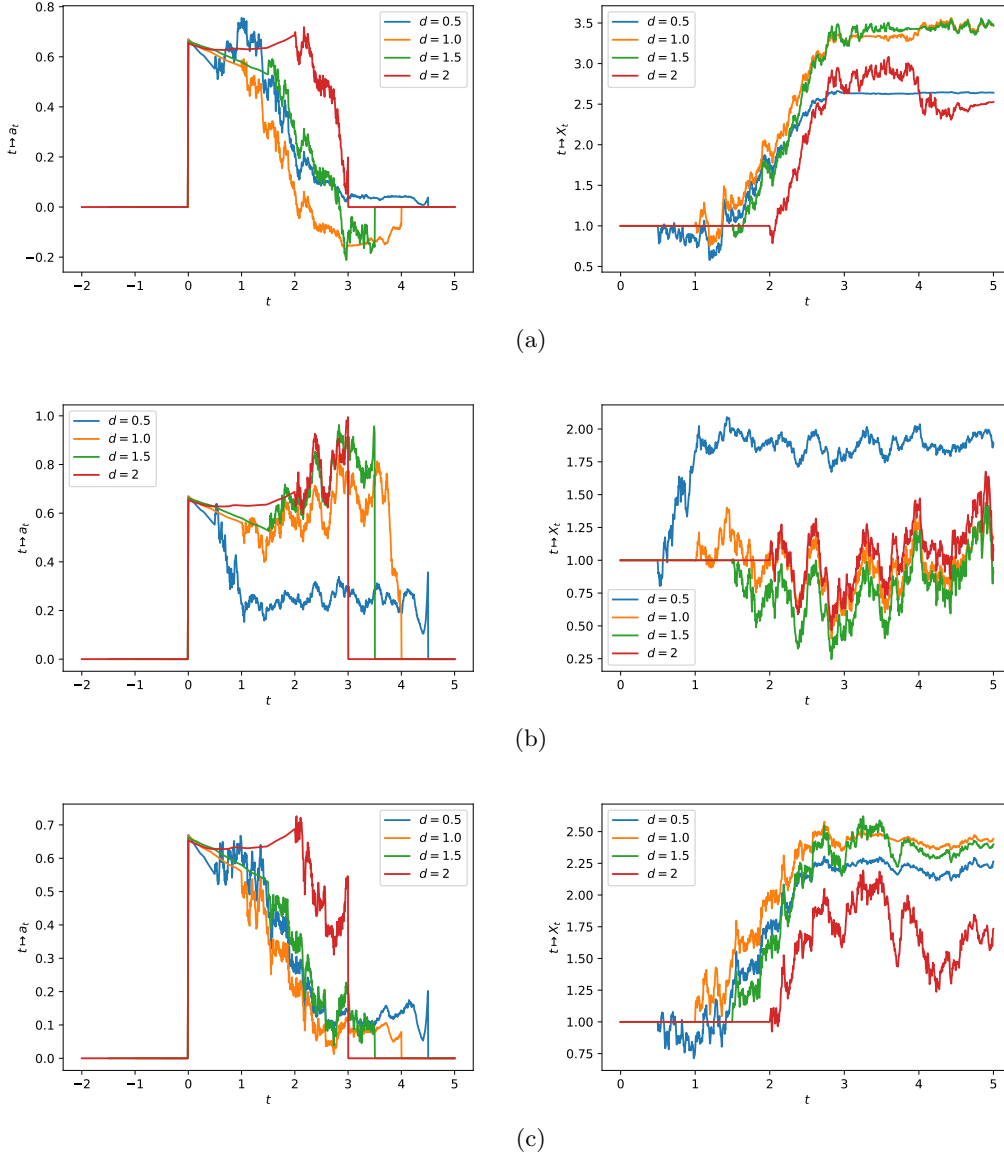 0.8
0.6
0.4
0.2
0.0
−0.2
t ↦ a_t
−2 −1 0 1 2 3 4 5
t
d = 0.5
d = 1.0
d = 1.5
d = 2
3.5
3.0
2.5
2.0
1.5
1.0
0.5
t ↦ X_t
0 1 2 3 4 5
t
d = 0.5
d = 1.0
d = 1.5
d = 2
(a)
1.0
0.8
0.6
0.4
0.2
0.0
t ↦ a_t
−2 −1 0 1 2 3 4 5
t
d = 0.5
d = 1.0
d = 1.5
d = 2
2.00
1.75
1.50
1.25
1.00
0.75
0.50
0.25
t ↦ X_t
0 1 2 3 4 5
t
d = 0.5
d = 1.0
d = 1.5
d = 2
(b)
0.7
0.6
0.5
0.4
0.3
0.2
0.1
0.0
t ↦ a_t
−2 −1 0 1 2 3 4 5
t
d = 0.5
d = 1.0
d = 1.5
d = 2
2.50
2.25
2.00
1.75
1.50
1.25
1.00
0.75
t ↦ X_t
0 1 2 3 4 5
t
d = 0.5
d = 1.0
d = 1.5
d = 2
(c)